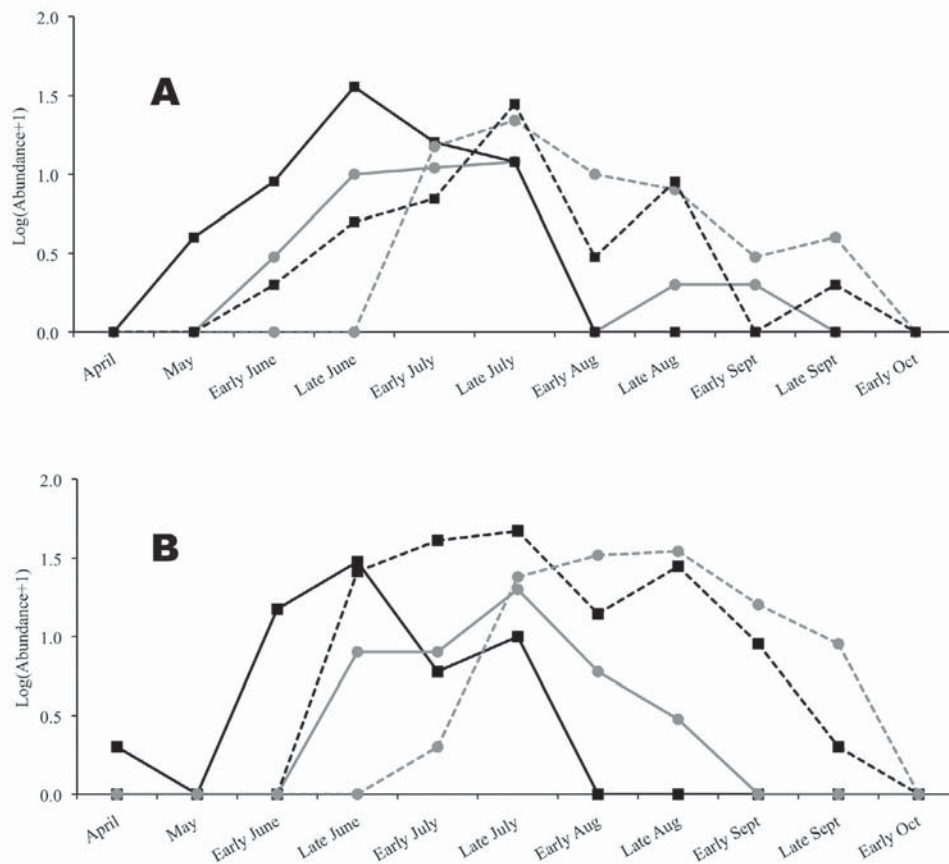 2.0
A
1.5
Log(Abundance+1)
1.0
0.5
0.0
April May Early June Late June Early July Late July Early Aug Late Aug Early Sept Late Sept Early Oct
2.0
B
1.5
Log(Abundance+1)
1.0
0.5
0.0
April May Early June Late June Early July Late July Early Aug Late Aug Early Sept Late Sept Early Oct